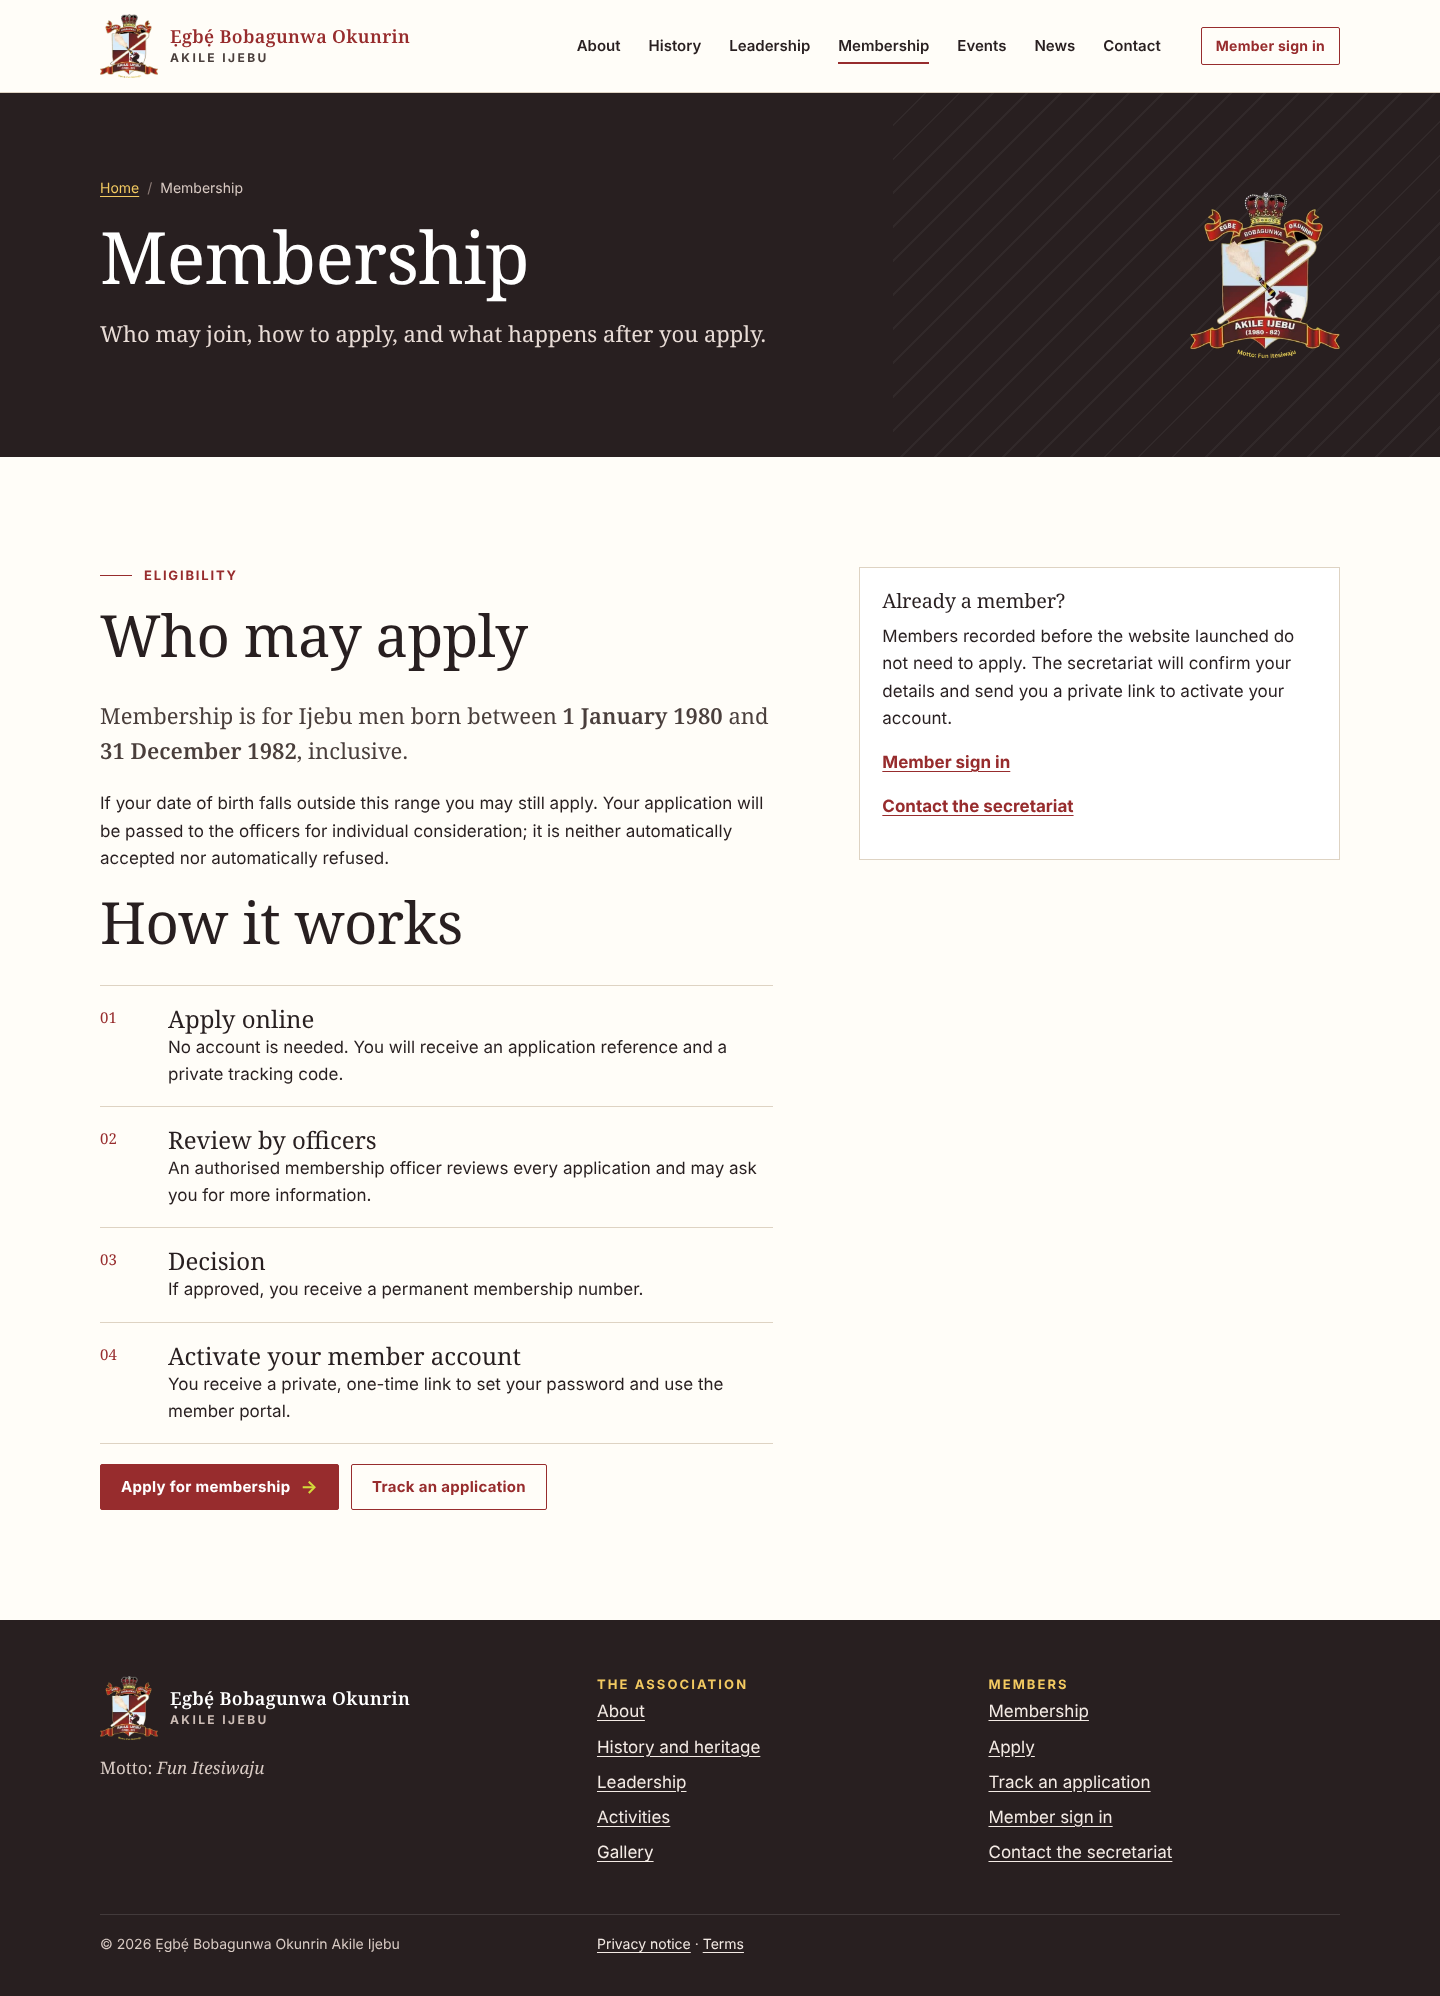 Ẹgbẹ́ Bobagunwa Okunrin
AKILE IJEBU
About
History
Leadership
Membership
Events
News
Contact
Member sign in
Home / Membership
Membership
Who may join, how to apply, and what happens after you apply.
EGBE
BOBAGUNWA
OKUNRIN
AKILE IJEBU
(1980 - 82)
Motto: Fun Itesiwaju
ELIGIBILITY
Who may apply
Membership is for Ijebu men born between 1 January 1980 and
31 December 1982, inclusive.
If your date of birth falls outside this range you may still apply. Your application will
be passed to the officers for individual consideration; it is neither automatically
accepted nor automatically refused.
How it works
01
Apply online
No account is needed. You will receive an application reference and a
private tracking code.
02
Review by officers
An authorised membership officer reviews every application and may ask
you for more information.
03
Decision
If approved, you receive a permanent membership number.
04
Activate your member account
You receive a private, one-time link to set your password and use the
member portal.
Apply for membership →
Track an application
Already a member?
Members recorded before the website launched do
not need to apply. The secretariat will confirm your
details and send you a private link to activate your
account.
Member sign in
Contact the secretariat
Ẹgbẹ́ Bobagunwa Okunrin
AKILE IJEBU
Motto: Fun Itesiwaju
THE ASSOCIATION
About
History and heritage
Leadership
Activities
Gallery
MEMBERS
Membership
Apply
Track an application
Member sign in
Contact the secretariat
© 2026 Ẹgbẹ́ Bobagunwa Okunrin Akile Ijebu
Privacy notice · Terms